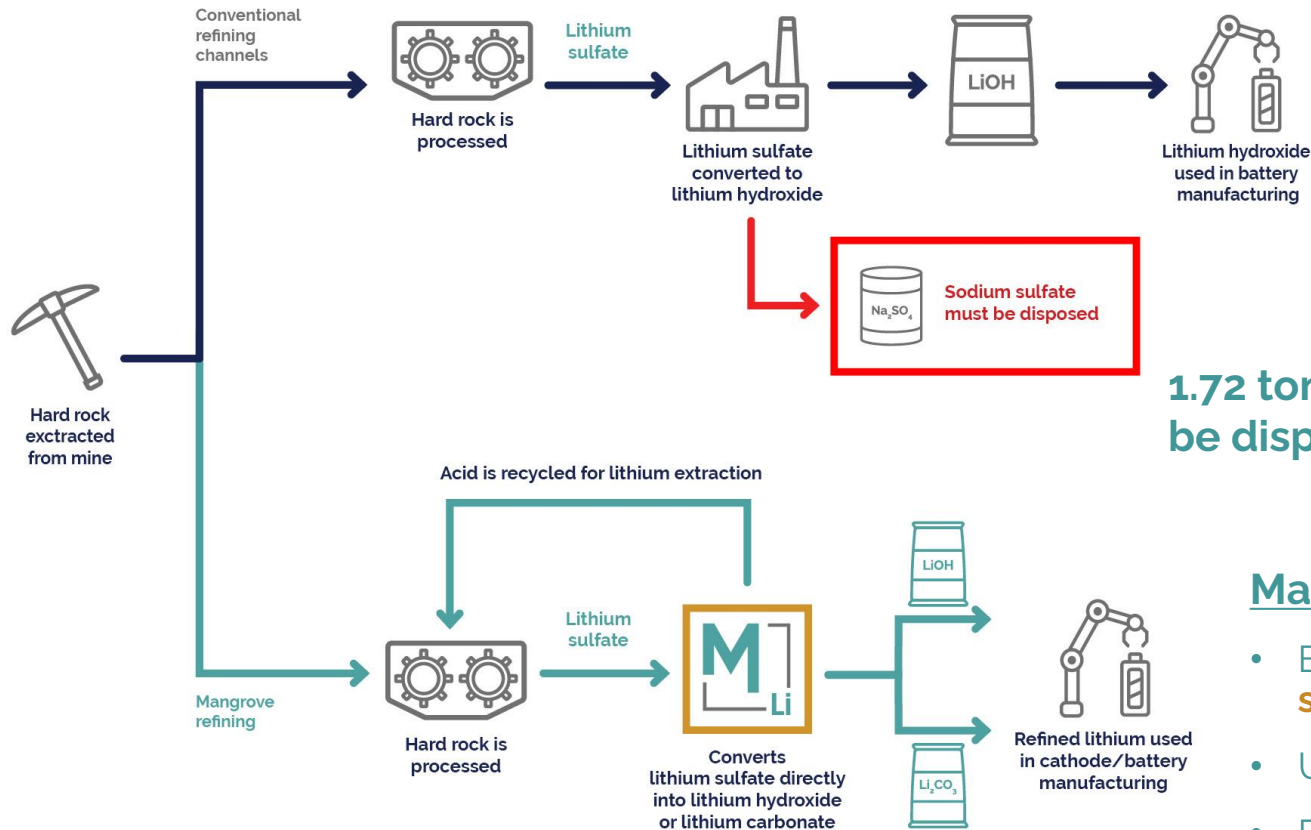 Conventional
refining
channels
Lithium
sulfate
Hard rock is
processed
Lithium sulfate
converted to
lithium hydroxide
LiOH
Lithium hydroxide
used in battery
manufacturing
Na₂SO₄
Sodium sulfate
must be disposed
Hard rock
exctracted
from mine
1.72
be
Acid is recycled for lithium extraction
Mangrove
refining
Hard rock is
processed
Lithium
sulfate
M
Li
Converts
lithium sulfate directly
into lithium hydroxide
or lithium carbonate
LiOH
Li₂CO₃
Refined lithium used
in cathode/battery
manufacturing